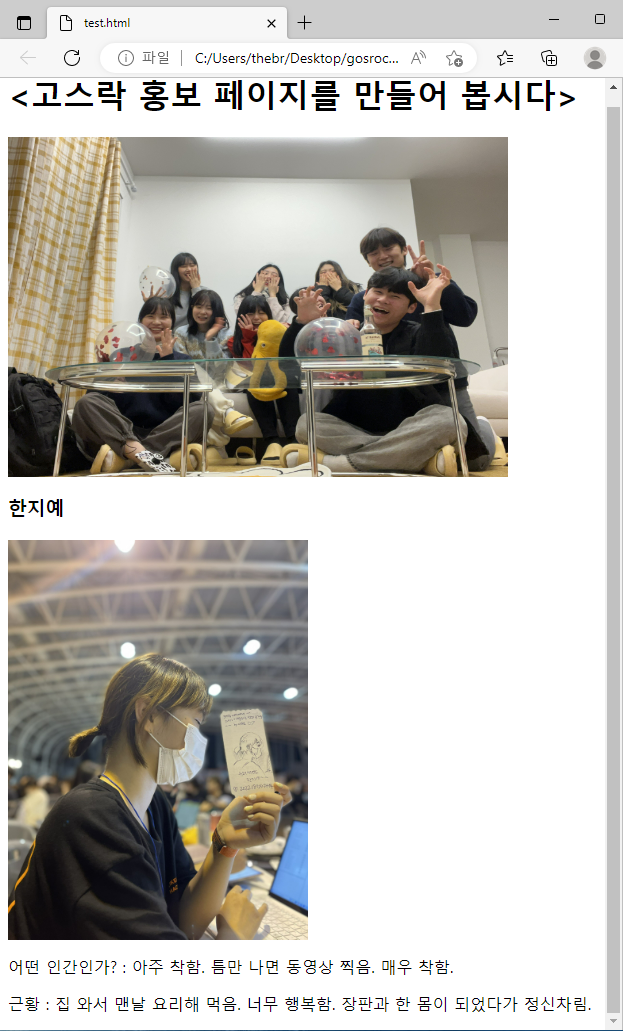 test.html
파일
C:/Users/thebr/Desktop/gosroc...
<고스락 홍보 페이지를 만들어 봅시다>
한지예
어떤 인간인가? : 아주 착함. 틈만 나면 동영상 찍음. 매우 착함.
근황 : 집 와서 맨날 요리해 먹음. 너무 행복함. 장판과 한 몸이 되었다가 정신차림.